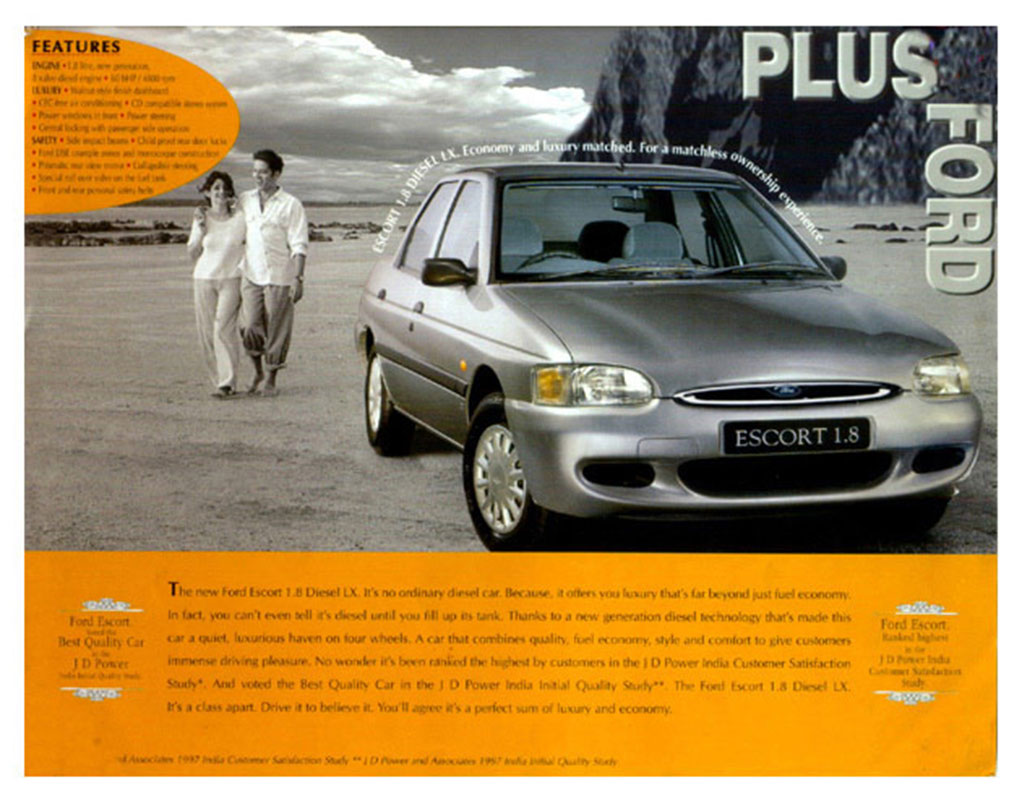 FEATURES
ENGINE • 1.8 litre, new generation,
8 valve diesel engine • 60 BHP / 4800 rpm
LUXURY • Walnut-style finish dashboard
• CFC-free air conditioning • CD compatible stereo system
• Power windows in front • Power steering
• Central locking with passenger side operation
SAFETY • Side impact beams • Child proof rear door locks
• Ford DSE crumple zones and monocoque construction
• Prismatic rear view mirror • Collapsible steering
• Special roll over valve on the fuel tank
• Front and rear personal safety belts
PLUS
FORD
ESCORT 1.8 DIESEL LX. Economy and luxury matched. For a matchless ownership experience.
Ford
ESCORT 1.8
The new Ford Escort 1.8 Diesel LX. It's no ordinary diesel car. Because, it offers you luxury that's far beyond just fuel economy.
In fact, you can't even tell it's diesel until you fill up its tank. Thanks to a new generation diesel technology that's made this
car a quiet, luxurious haven on four wheels. A car that combines quality, fuel economy, style and comfort to give customers
immense driving pleasure. No wonder it's been ranked the highest by customers in the J D Power India Customer Satisfaction
Study*. And voted the Best Quality Car in the J D Power India Initial Quality Study**. The Ford Escort 1.8 Diesel LX.
It's a class apart. Drive it to believe it. You'll agree it's a perfect sum of luxury and economy.
Ford Escort
voted the
Best Quality Car
in the
J D Power
India Initial Quality Study.
Ford Escort.
Ranked highest
in the
J D Power India
Customer Satisfaction
Study.
Associates 1997 India Customer Satisfaction Study ** J D Power and Associates 1997 India Initial Quality Study